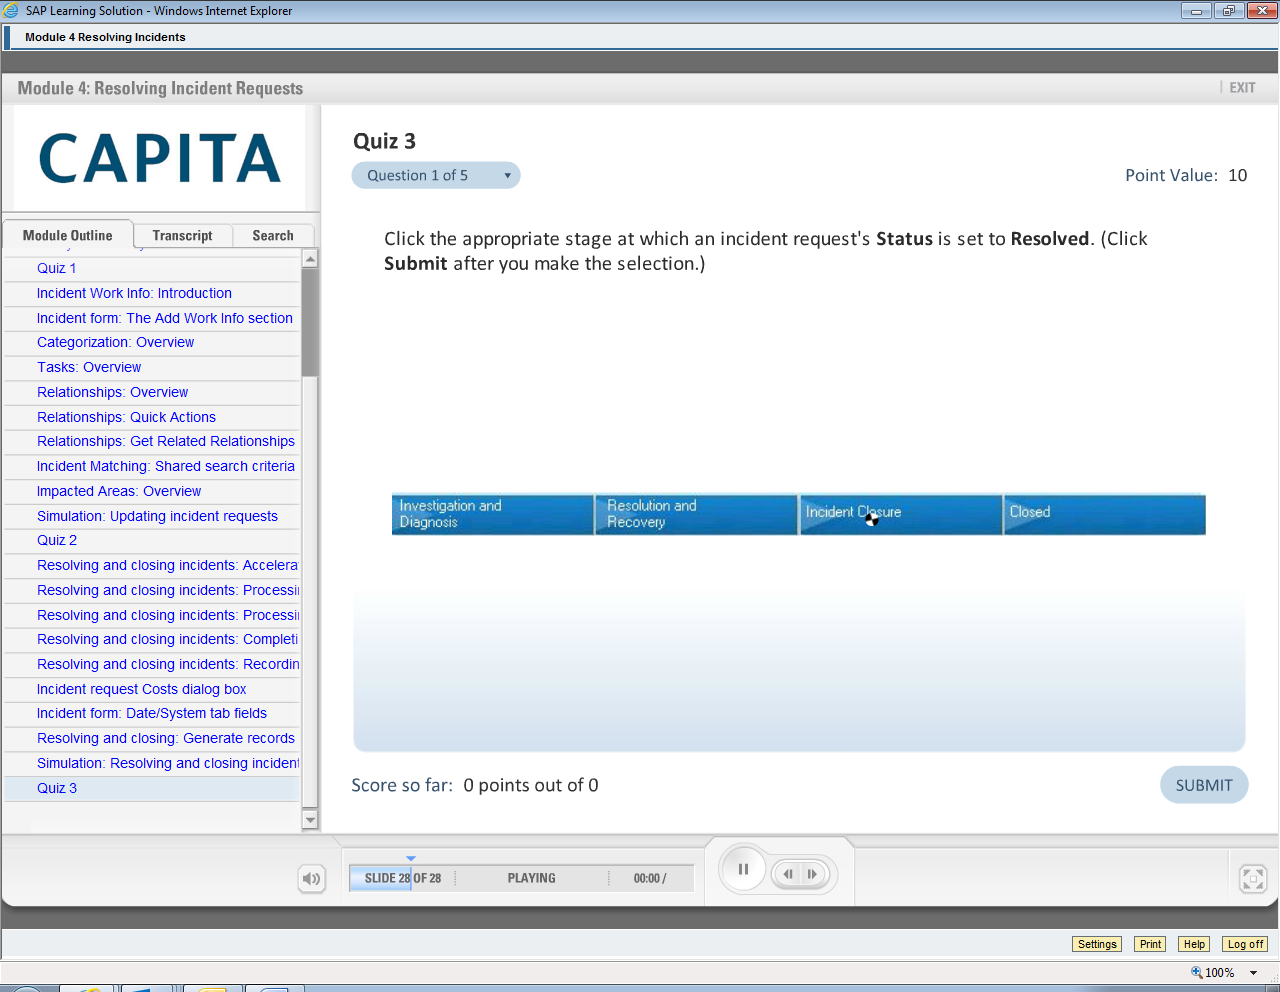 SAP Learning Solution - Windows Internet Explorer
Module 4 Resolving Incidents
Module 4: Resolving Incident Requests
EXIT
CAPITA
Module Outline
Transcript
Search
Quiz 1
Incident Work Info: Introduction
Incident form: The Add Work Info section
Categorization: Overview
Tasks: Overview
Relationships: Overview
Relationships: Quick Actions
Relationships: Get Related Relationships
Incident Matching: Shared search criteria
Impacted Areas: Overview
Simulation: Updating incident requests
Quiz 2
Resolving and closing incidents: Accelera
Resolving and closing incidents: Processi
Resolving and closing incidents: Processi
Resolving and closing incidents: Completi
Resolving and closing incidents: Recordin
Incident request Costs dialog box
Incident form: Date/System tab fields
Resolving and closing: Generate records
Simulation: Resolving and closing incident
Quiz 3
Quiz 3
Question 1 of 5
Point Value: 10
Click the appropriate stage at which an incident request's Status is set to Resolved. (Click
Submit after you make the selection.)
Investigation and
Diagnosis
Resolution and
Recovery
Incident Closure
Closed
Score so far: 0 points out of 0
SUBMIT
SLIDE 28 OF 28
PLAYING
00:00 /
Settings
Print
Help
Log off
100%